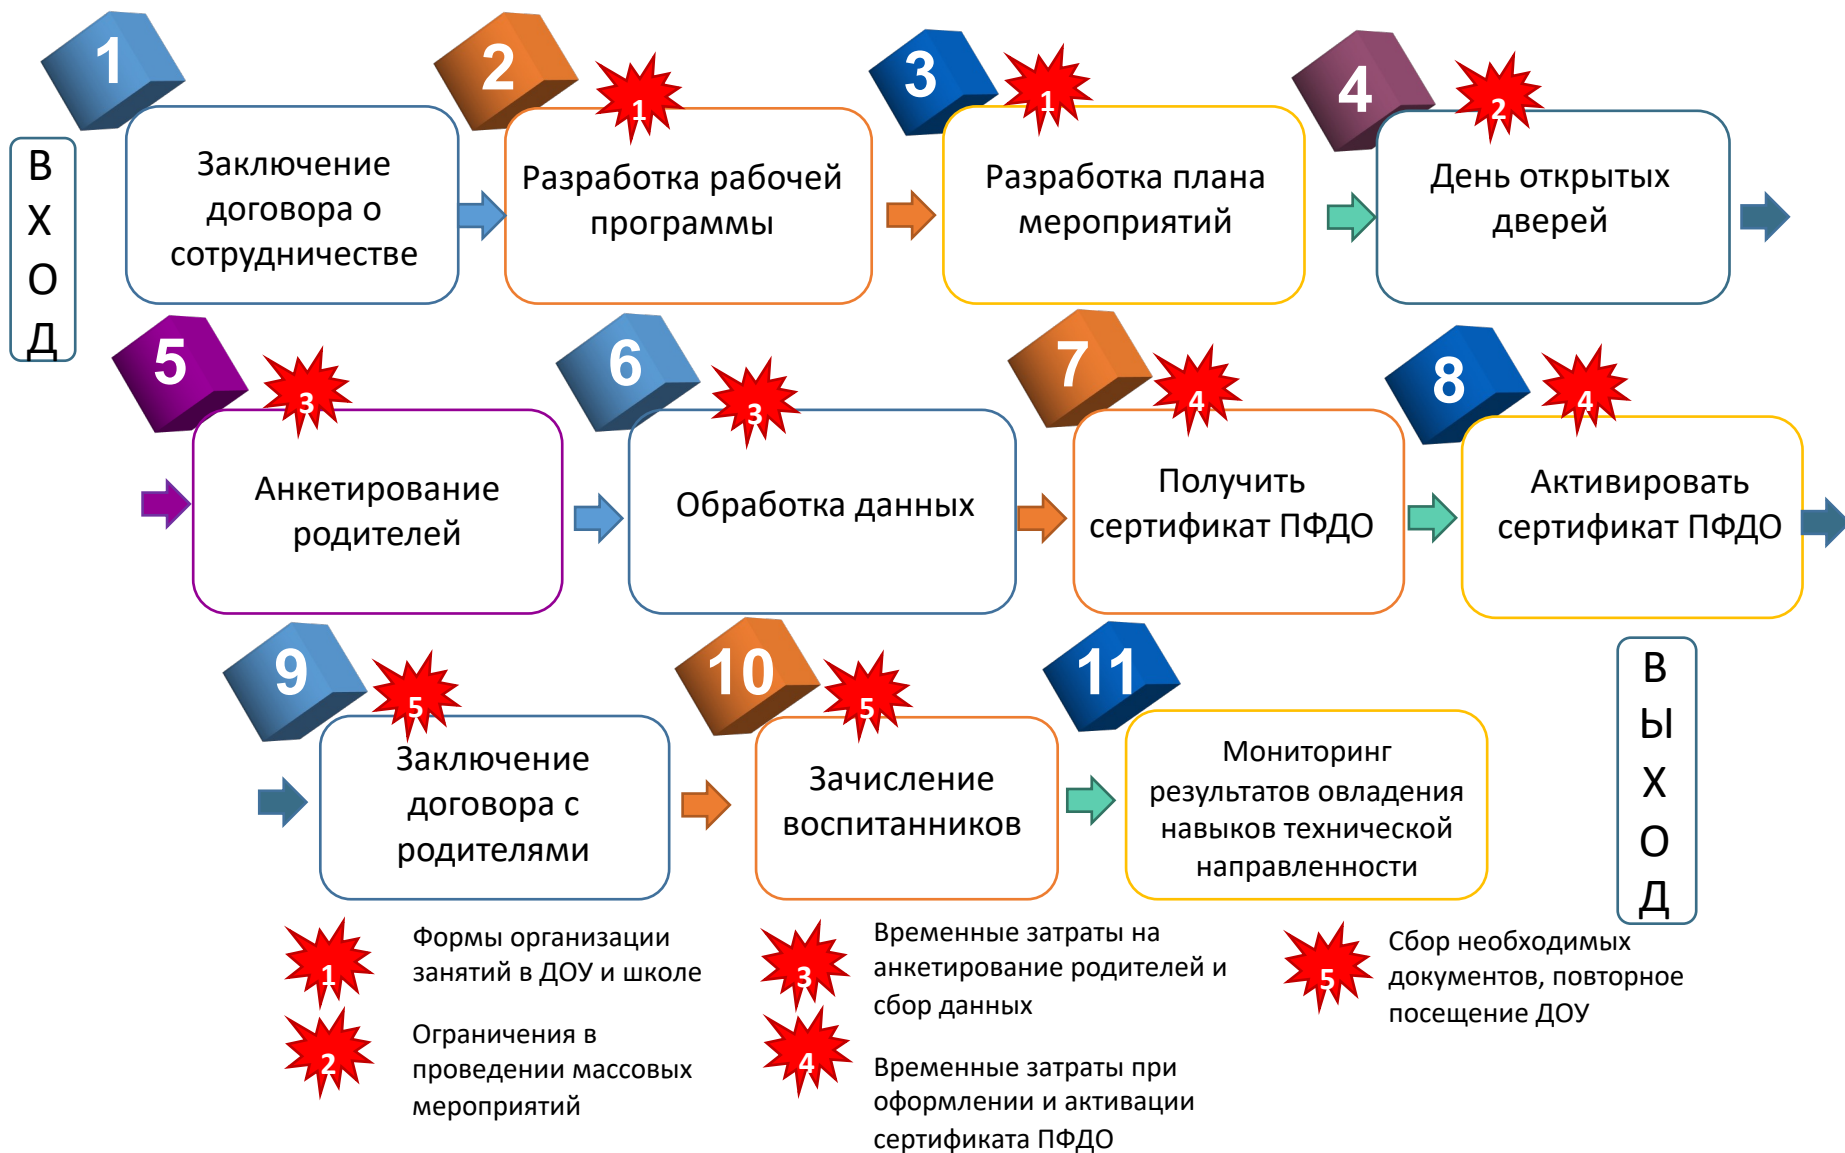 1
2
3
4
1
1
2
В
Х
О
Д
Заключение
договора о
сотрудничестве
Разработка рабочей
программы
Разработка плана
мероприятий
День открытых
дверей
5
6
7
8
3
3
4
4
Анкетирование
родителей
Обработка данных
Получить
сертификат ПФДО
Активировать
сертификат ПФДО
9
10
11
5
5
Заключение
договора с
родителями
Зачисление
воспитанников
Мониторинг
результатов овладения
навыков технической
направленности
В
Ы
Х
О
Д
1
Формы организации
занятий в ДОУ и школе
2
Ограничения в
проведении массовых
мероприятий
3
Временные затраты на
анкетирование родителей и
сбор данных
4
Временные затраты при
оформлении и активации
сертификата ПФДО
5
Сбор необходимых
документов, повторное
посещение ДОУ